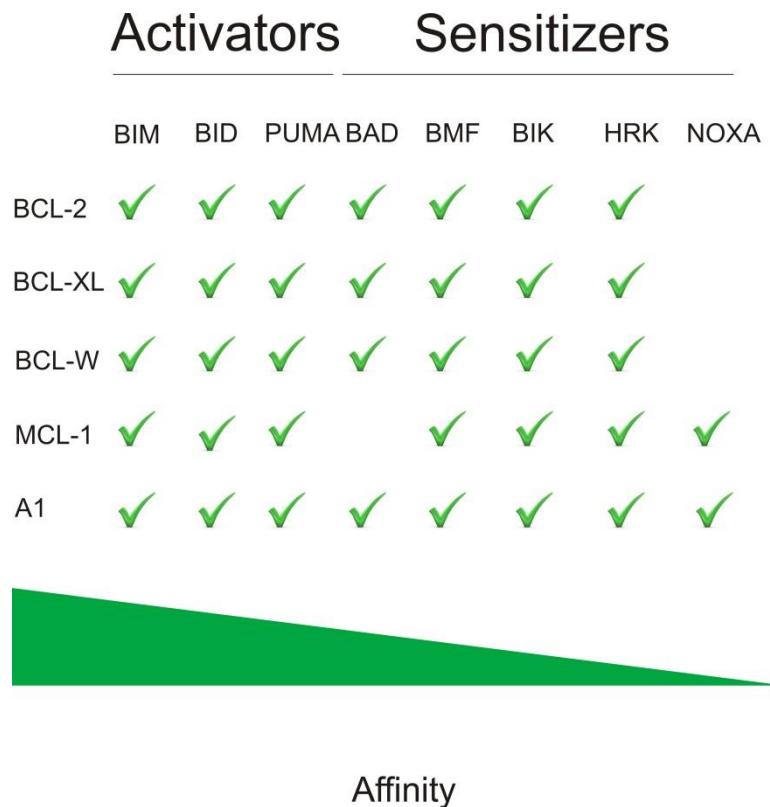 Activators Sensitizers
BIM BID PUMA BAD BMF BIK HRK NOXA
BCL-2
BCL-XL
BCL-W
MCL-1
A1
Affinity